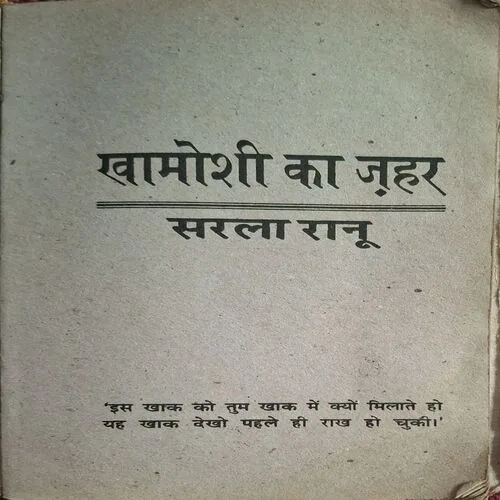 खामोशी का ज़हर
सरला रानू
'इस खाक को तुम खाक में क्यों मिलाते हो
यह खाक देखो पहले ही राख हो चुकी।'